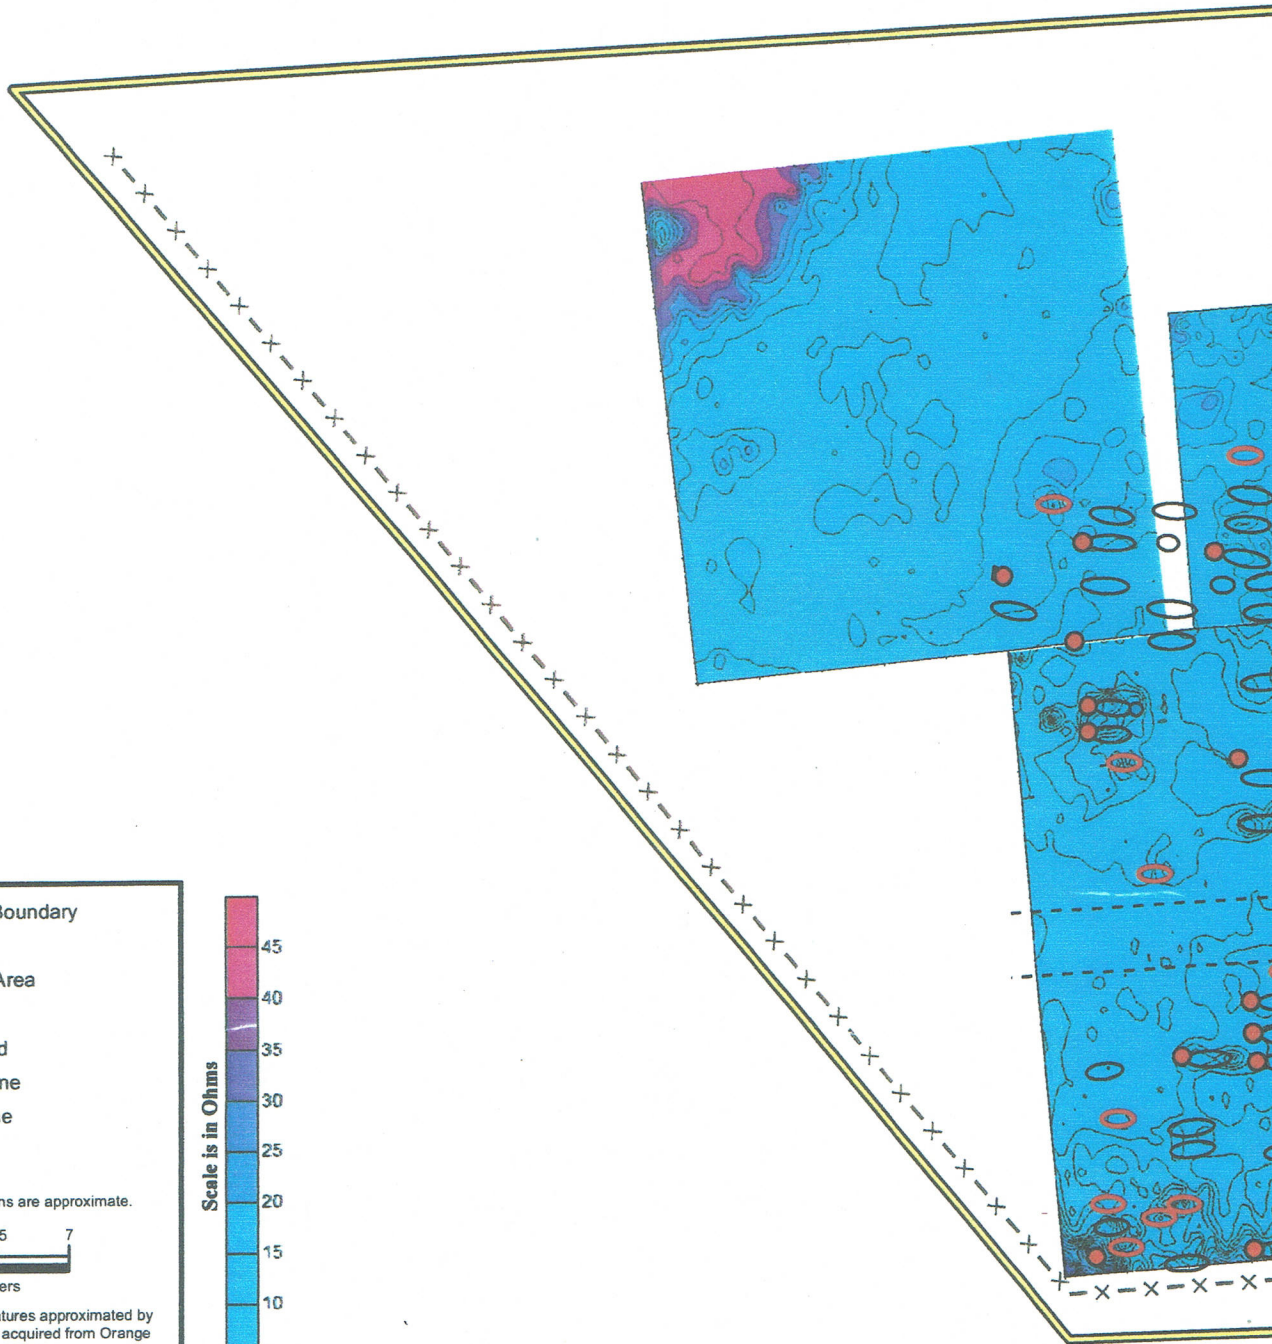 Boundary
Area
d
ne
e
ns are approximate.
5 7
ers
atures approximated by
acquired from Orange
Scale is in Ohms
45
40
35
30
25
20
15
10